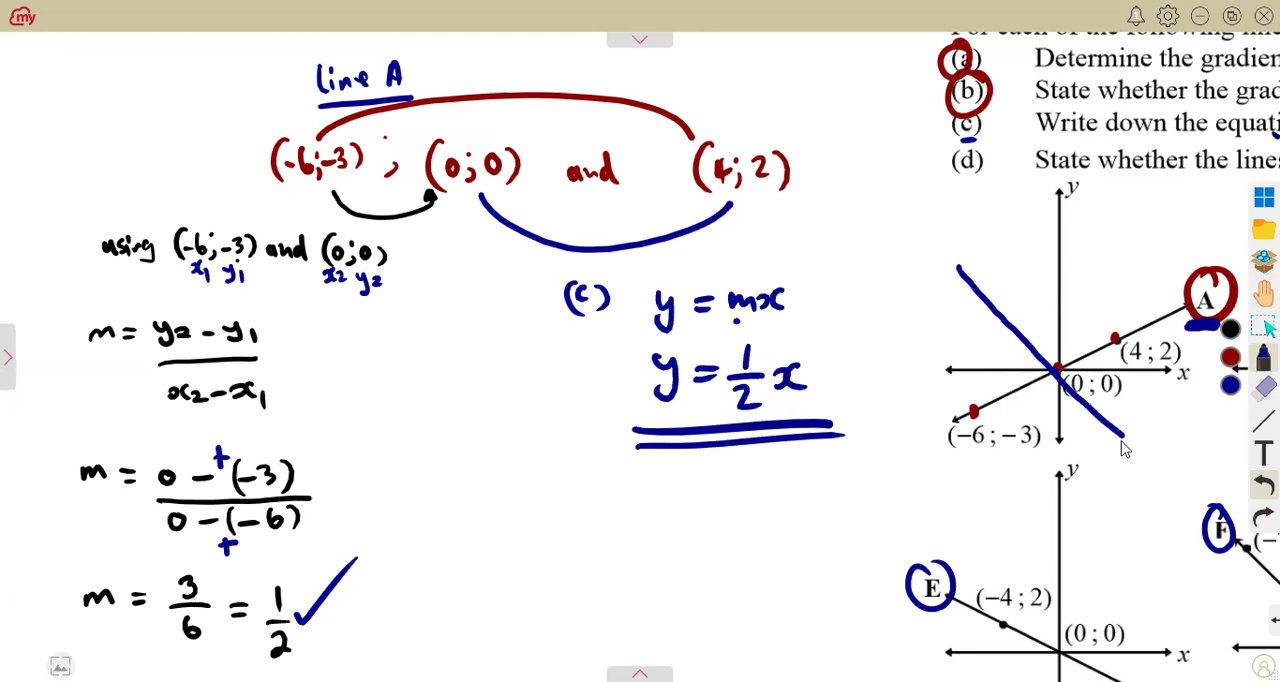 my
line A
(-6;-3) ; (0;0) and (4;2)
using (-6;-3) and (0;0)
x1 y1 x2 y2
m = y2 - y1
x2 - x1
m = 0 - (-3)
+
0 - (-6)
+
m = 3/6 = 1/2
(c) y = mx
y = 1/2 x
(a) Determine the gradien
(b) State whether the grad
(c) Write down the equati
(d) State whether the lines
y
A
(4 ; 2)
x
(0 ; 0)
(−6 ; −3)
y
E
(−4 ; 2)
(0 ; 0)
x
F
(−
T